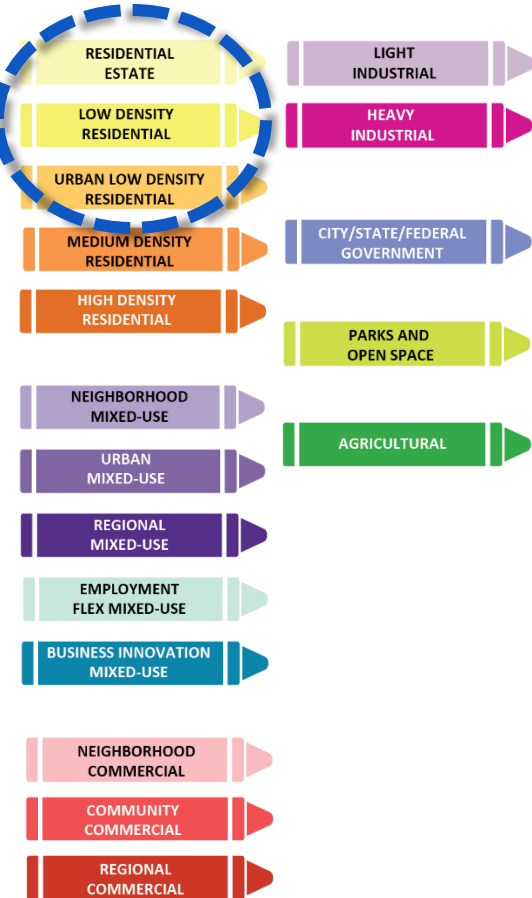 RESIDENTIAL
ESTATE
LOW DENSITY
RESIDENTIAL
URBAN LOW DENSITY
RESIDENTIAL
MEDIUM DENSITY
RESIDENTIAL
HIGH DENSITY
RESIDENTIAL
NEIGHBORHOOD
MIXED-USE
URBAN
MIXED-USE
REGIONAL
MIXED-USE
EMPLOYMENT
FLEX MIXED-USE
BUSINESS INNOVATION
MIXED-USE
NEIGHBORHOOD
COMMERCIAL
COMMUNITY
COMMERCIAL
REGIONAL
COMMERCIAL
LIGHT
INDUSTRIAL
HEAVY
INDUSTRIAL
CITY/STATE/FEDERAL
GOVERNMENT
PARKS AND
OPEN SPACE
AGRICULTURAL